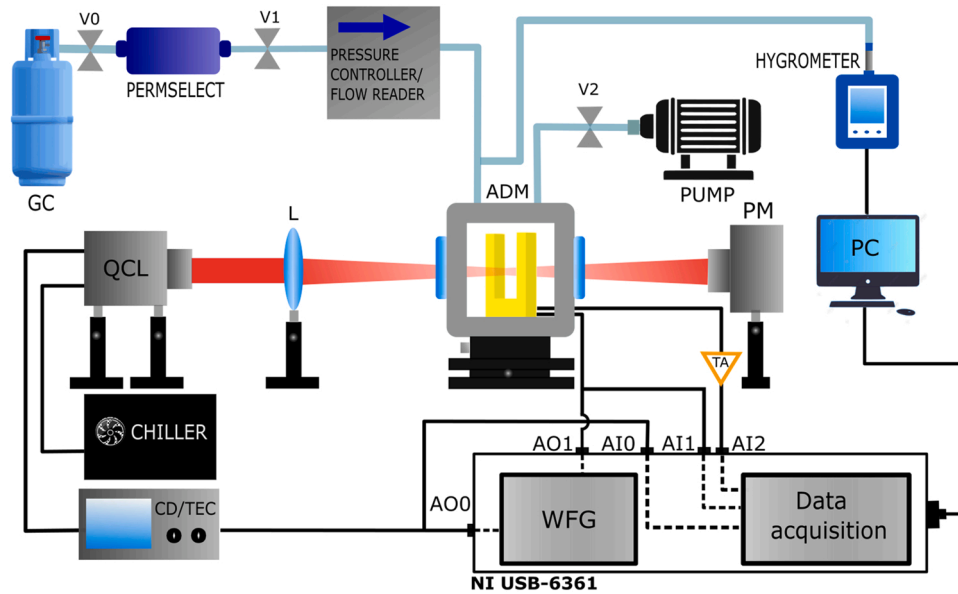 V0
V1
PERMSELECT
PRESSURE
CONTROLLER/
FLOW READER
HYGROMETER
V2
PUMP
GC
ADM
L
PM
QCL
PC
TA
CHILLER
AO1
AI0
AI1
AI2
CD/TEC
AO0
WFG
Data
acquisition
NI USB-6361